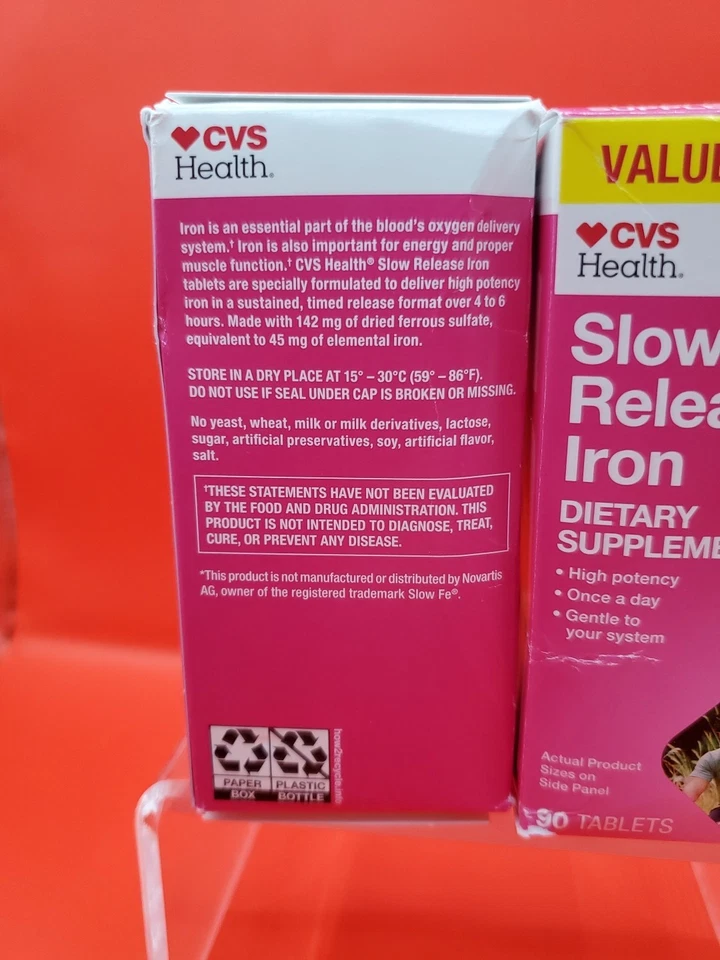 CVS
Health®
Iron is an essential part of the blood's oxygen delivery
system.† Iron is also important for energy and proper
muscle function.† CVS Health® Slow Release Iron
tablets are specially formulated to deliver high potency
iron in a sustained, timed release format over 4 to 6
hours. Made with 142 mg of dried ferrous sulfate,
equivalent to 45 mg of elemental iron.
STORE IN A DRY PLACE AT 15° – 30°C (59° – 86°F).
DO NOT USE IF SEAL UNDER CAP IS BROKEN OR MISSING.
No yeast, wheat, milk or milk derivatives, lactose,
sugar, artificial preservatives, soy, artificial flavor,
salt.
†THESE STATEMENTS HAVE NOT BEEN EVALUATED
BY THE FOOD AND DRUG ADMINISTRATION. THIS
PRODUCT IS NOT INTENDED TO DIAGNOSE, TREAT,
CURE, OR PREVENT ANY DISEASE.
*This product is not manufactured or distributed by Novartis
AG, owner of the registered trademark Slow Fe®.
PAPER
BOX
PLASTIC
BOTTLE
how2recycle.info
VALUE
CVS
Health®
Slow
Relea
Iron
DIETARY
SUPPLEME
• High potency
• Once a day
• Gentle to
your system
Actual Product
Sizes on
Side Panel
90 TABLETS